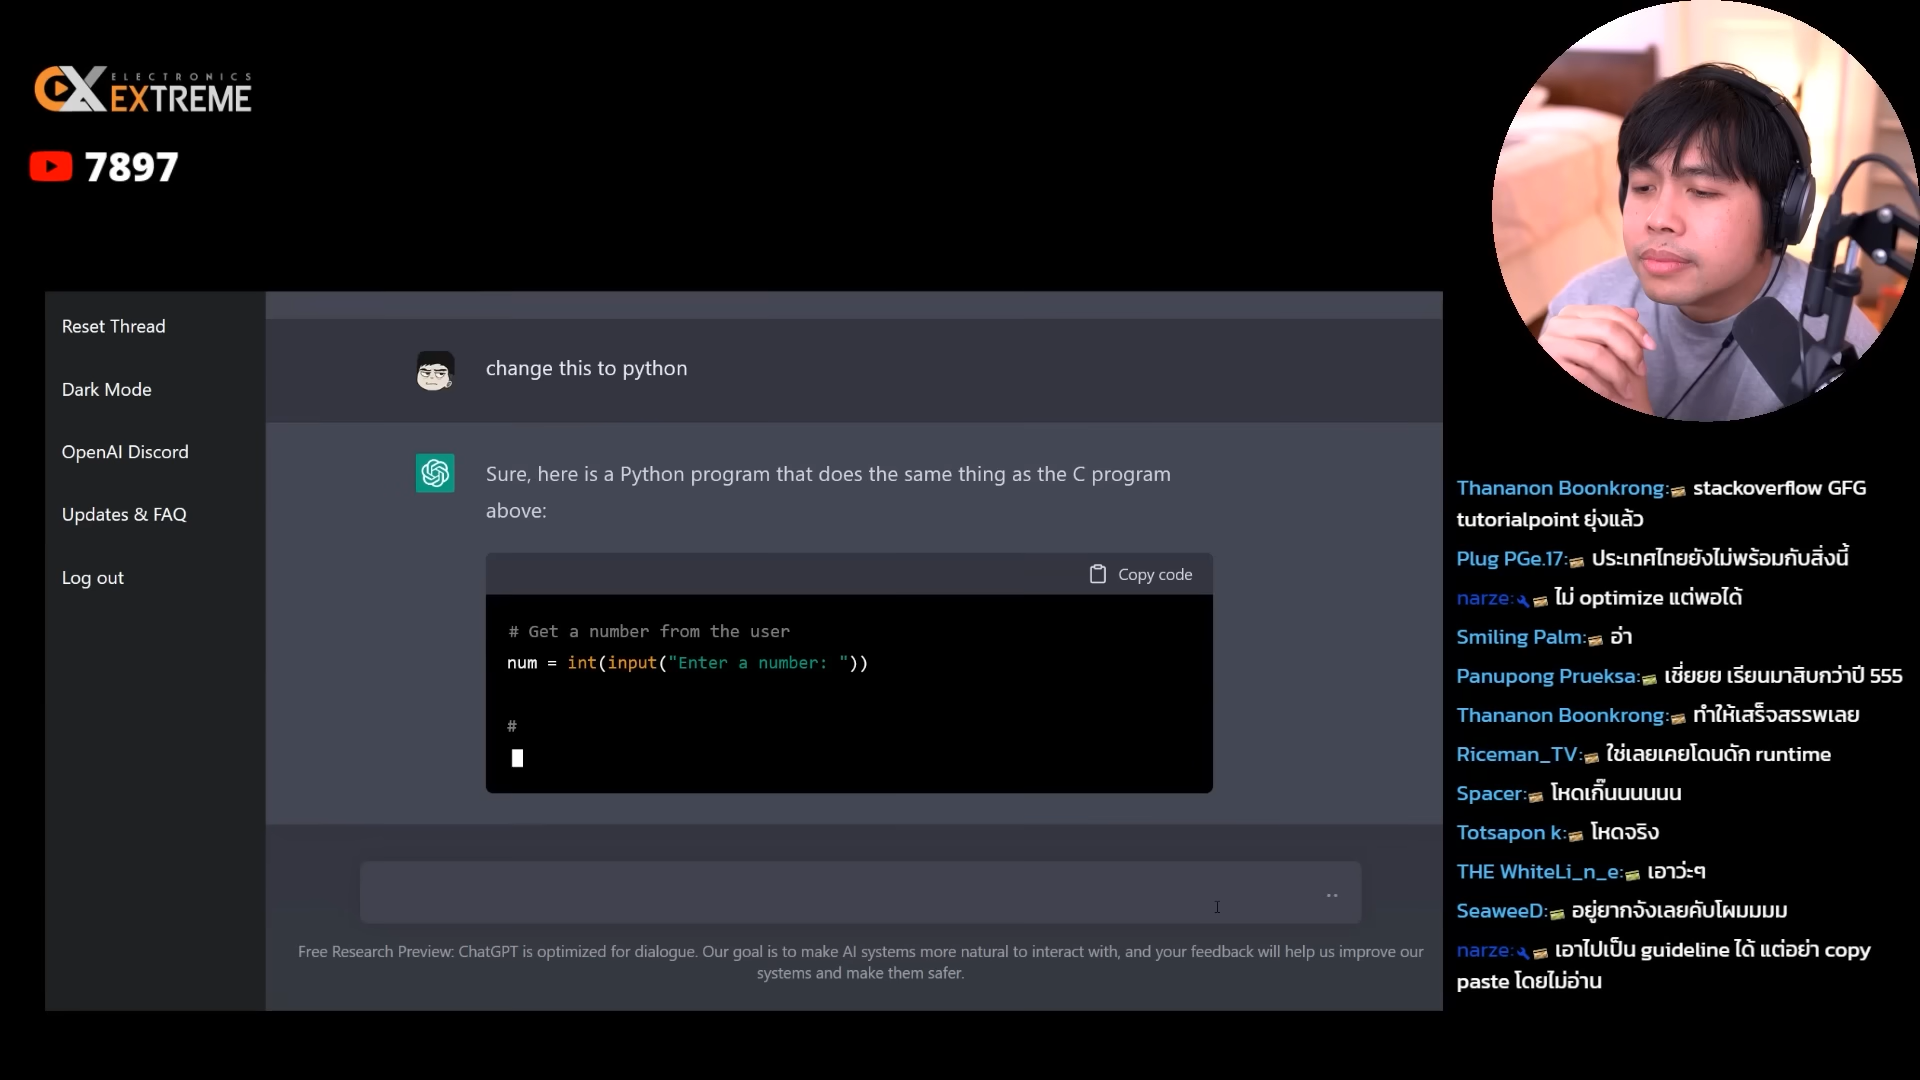 ELECTRONICS
EXTREME
7897
Reset Thread
Dark Mode
OpenAI Discord
Updates & FAQ
Log out
change this to python
Sure, here is a Python program that does the same thing as the C program
above:
Copy code
# Get a number from the user
num = int(input("Enter a number: "))
#
Free Research Preview: ChatGPT is optimized for dialogue. Our goal is to make AI systems more natural to interact with, and your feedback will help us improve our
systems and make them safer.
Thananon Boonkrong: stackoverflow GFG
tutorialpoint ยุ่งแล้ว
Plug PGe.17: ประเทศไทยยังไม่พร้อมกับสิ่งนี้
narze: ไม่ optimize แต่พอได้
Smiling Palm: อ่า
Panupong Prueksa: เชี่ยยย เรียนมาสิบกว่าปี 555
Thananon Boonkrong: ทำให้เสร็จสรรพเลย
Riceman_TV: ใช่เลยเคยโดนดัก runtime
Spacer: โหดเกิ๊นนนนนน
Totsapon k: โหดจริง
THE WhiteLi_n_e: เอาว่ะๆ
SeaweeD: อยู่ยากจังเลยคับโผมมมม
narze: เอาไปเป็น guideline ได้ แต่อย่า copy
paste โดยไม่อ่าน